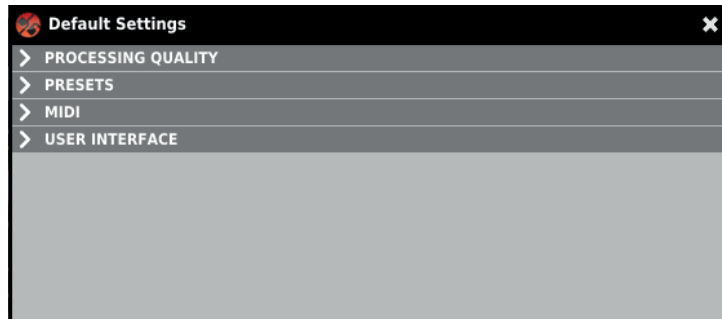 Default Settings
PROCESSING QUALITY
PRESETS
MIDI
USER INTERFACE